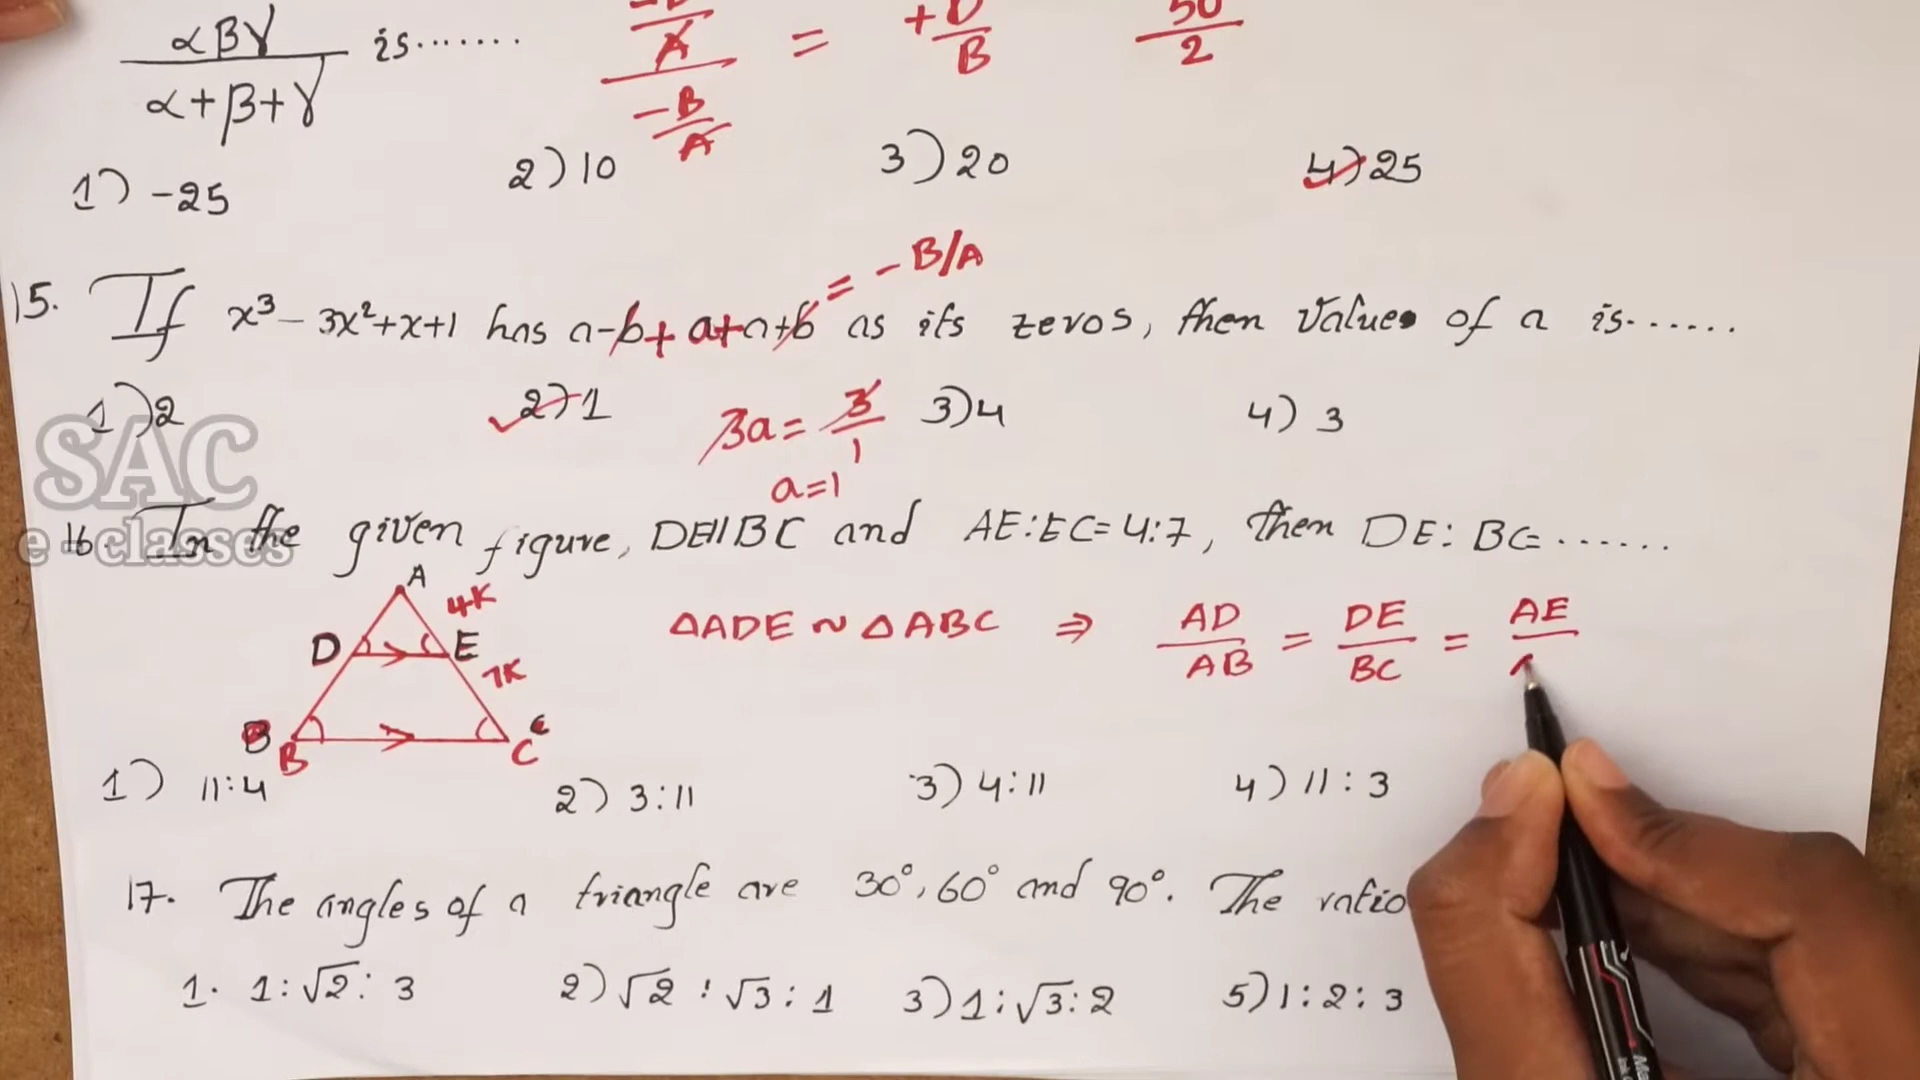 αβγ / α+β+γ is.......
/A / -B/A = +D/B 50/2
1) -25 2) 10 3) 20 4) 25
= -B/A
15. If x³ - 3x² + x + 1 has a-b + a + a+b as its zeros, then value of a is......
1) 2 2) 1 3) 4 4) 3
3a = 3/1
a=1
16. In the given figure, DE||BC and AE:EC=4:7, then DE:BC=......
A
4K
D E
7K
B C
B C
△ADE ~ △ABC ⇒ AD/AB = DE/BC = AE/
1) 11:4 2) 3:11 3) 4:11 4) 11:3
17. The angles of a triangle are 30°, 60° and 90°. The ratio
1. 1:√2:3 2) √2:√3:1 3) 1:√3:2 5) 1:2:3
SAC
e classes